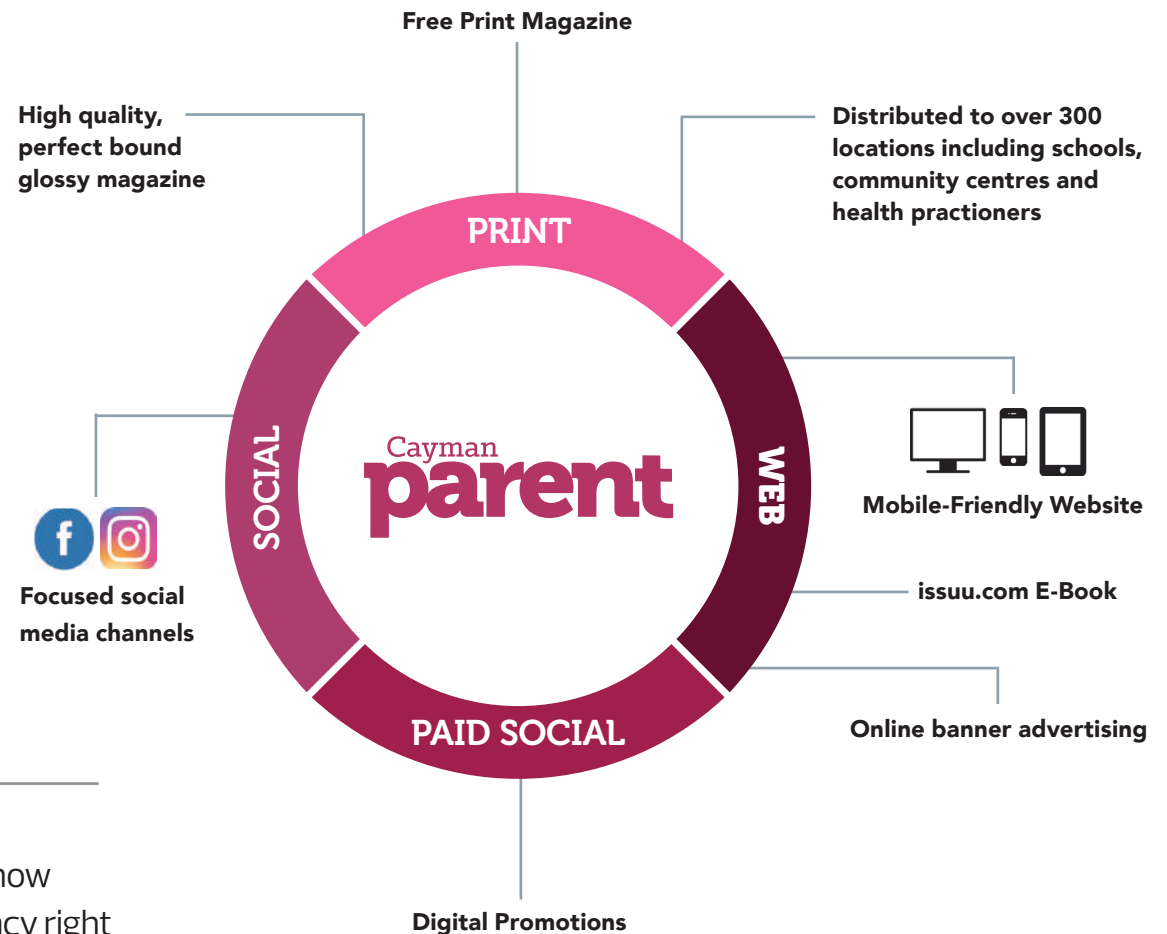 Free Print Magazine
High quality,
perfect bound
glossy magazine
Distributed to over 300
locations including schools,
community centres and
health practioners
PRINT
SOCIAL
Cayman
parent
WEB
Mobile-Friendly Website
Focused social
media channels
issuu.com E-Book
PAID SOCIAL
Online banner advertising
now
right
Digital Promotions